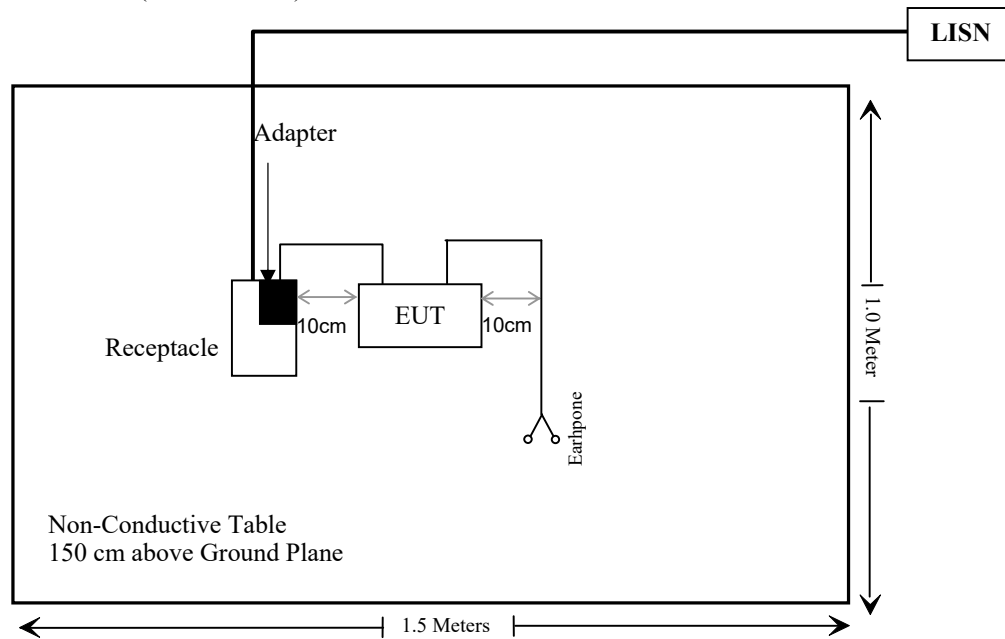 LISN
Adapter
10cm
EUT
10cm
Receptacle
Earhpone
1.0 Meter
Non-Conductive Table
150 cm above Ground Plane
1.5 Meters